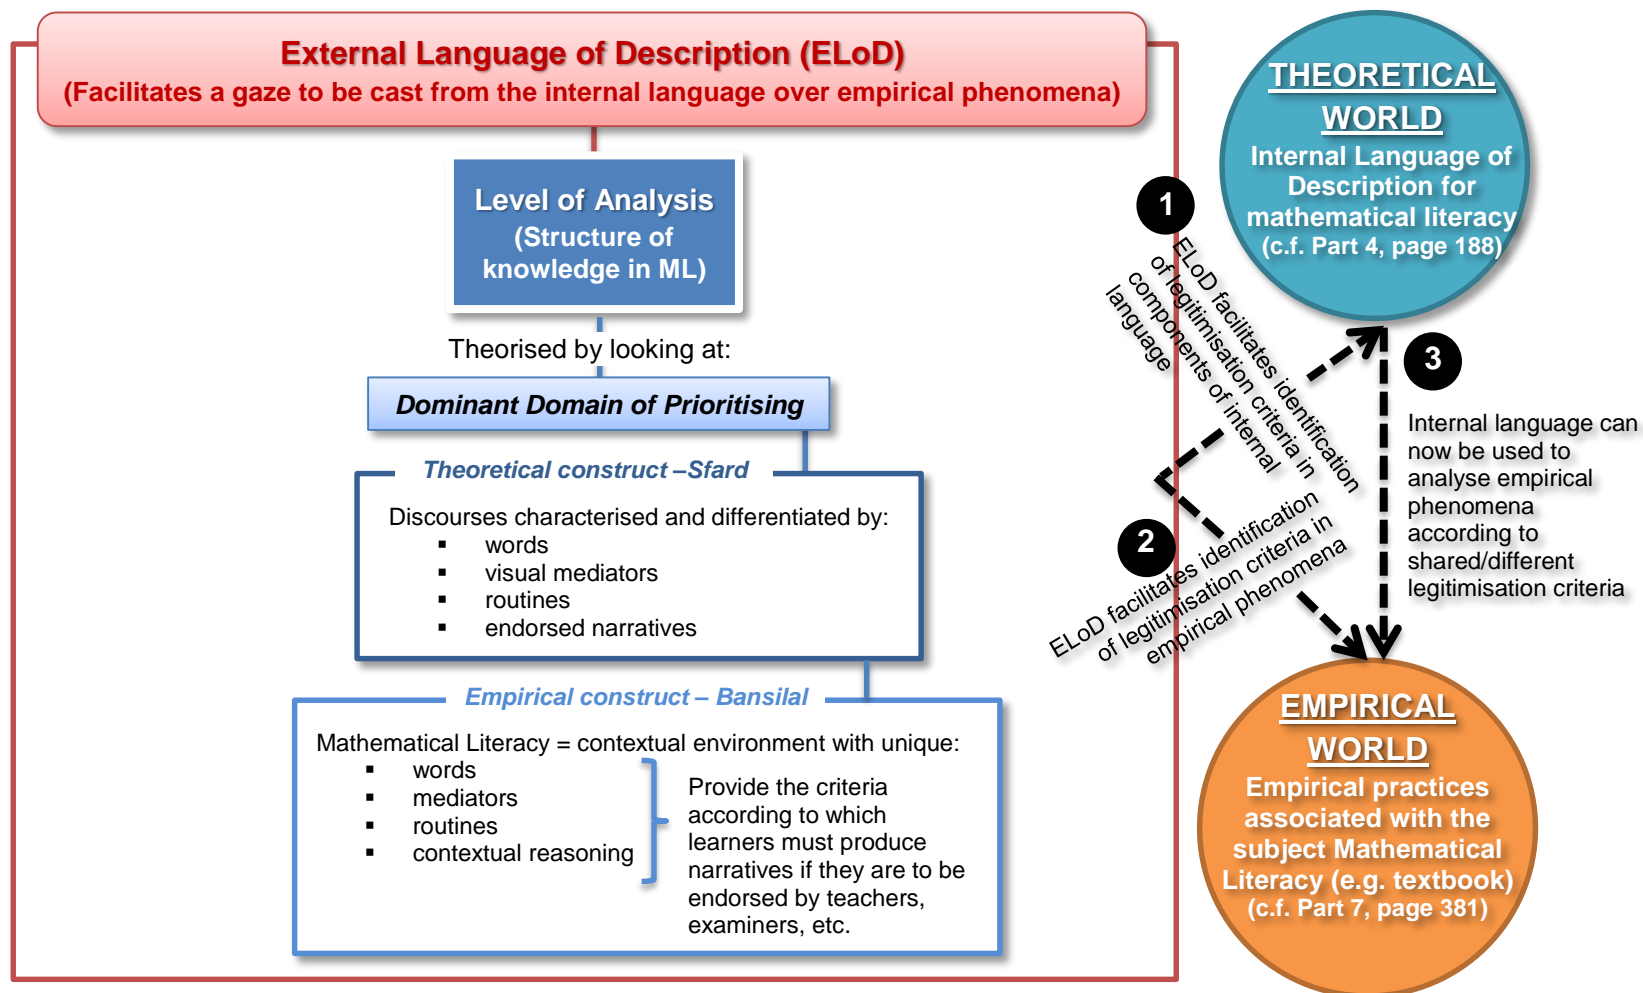 External Language of Description (ELoD)
(Facilitates a gaze to be cast from the internal language over empirical phenomena)
Level of Analysis
(Structure of
knowledge in ML)
Theorised by looking at:
Dominant Domain of Prioritising
Theoretical construct –Sfard
Discourses characterised and differentiated by:
▪ words
▪ visual mediators
▪ routines
▪ endorsed narratives
Empirical construct – Bansilal
Mathematical Literacy = contextual environment with unique:
▪ words
▪ mediators
▪ routines
▪ contextual reasoning
Provide the criteria
according to which
learners must produce
narratives if they are to be
endorsed by teachers,
examiners, etc.
1
ELoD facilitates identification
of legitimisation criteria in
components of internal
language
2
ELoD facilitates identification
of legitimisation criteria in
empirical phenomena
THEORETICAL
WORLD
Internal Language of
Description for
mathematical literacy
(c.f. Part 4, page 188)
3
Internal language can
now be used to
analyse empirical
phenomena
according to
shared/different
legitimisation criteria
EMPIRICAL
WORLD
Empirical practices
associated with the
subject Mathematical
Literacy (e.g. textbook)
(c.f. Part 7, page 381)